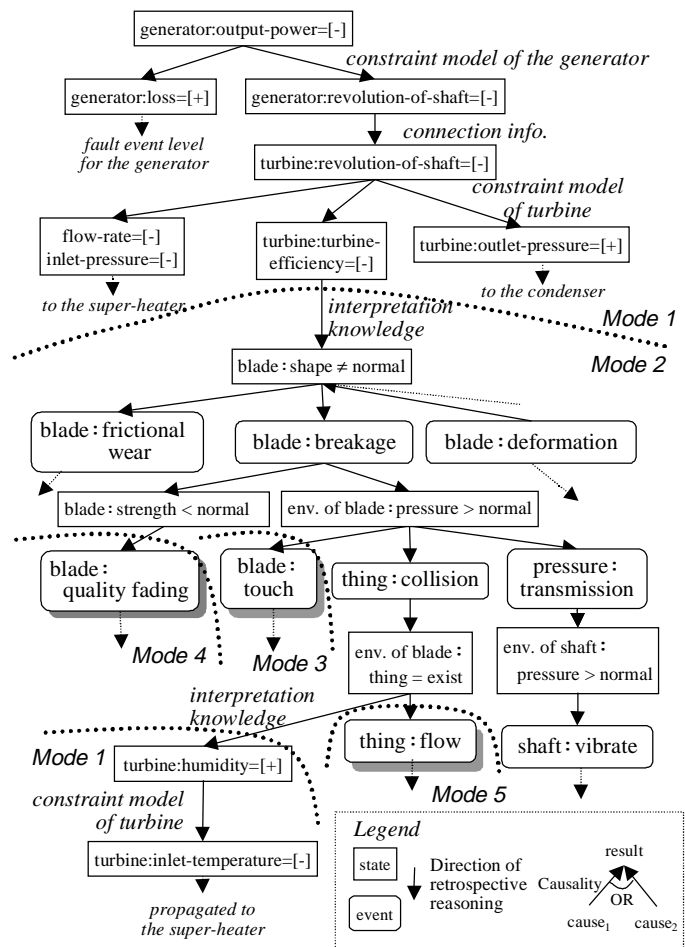 generator:output-power=[-]
constraint model of the generator
generator:loss=[+]
generator:revolution-of-shaft=[-]
fault event level
for the generator
connection info.
turbine:revolution-of-shaft=[-]
constraint model
of turbine
flow-rate=[-]
inlet-pressure=[-]
turbine:turbine-
efficiency=[-]
turbine:outlet-pressure=[+]
to the super-heater
to the condenser
interpretation
knowledge
Mode 1
Mode 2
blade:shape ≠ normal
blade:frictional
wear
blade:breakage
blade:deformation
blade:strength < normal
env. of blade:pressure > normal
blade:
quality fading
blade:
touch
thing:collision
pressure:
transmission
Mode 4
Mode 3
env. of blade:
thing = exist
env. of shaft:
pressure > normal
interpretation
knowledge
Mode 1
thing:flow
shaft:vibrate
turbine:humidity=[+]
Mode 5
constraint model
of turbine
turbine:inlet-temperature=[-]
propagated to
the super-heater
Legend
state
event
Direction of
retrospective
reasoning
result
Causality
OR
cause1
cause2